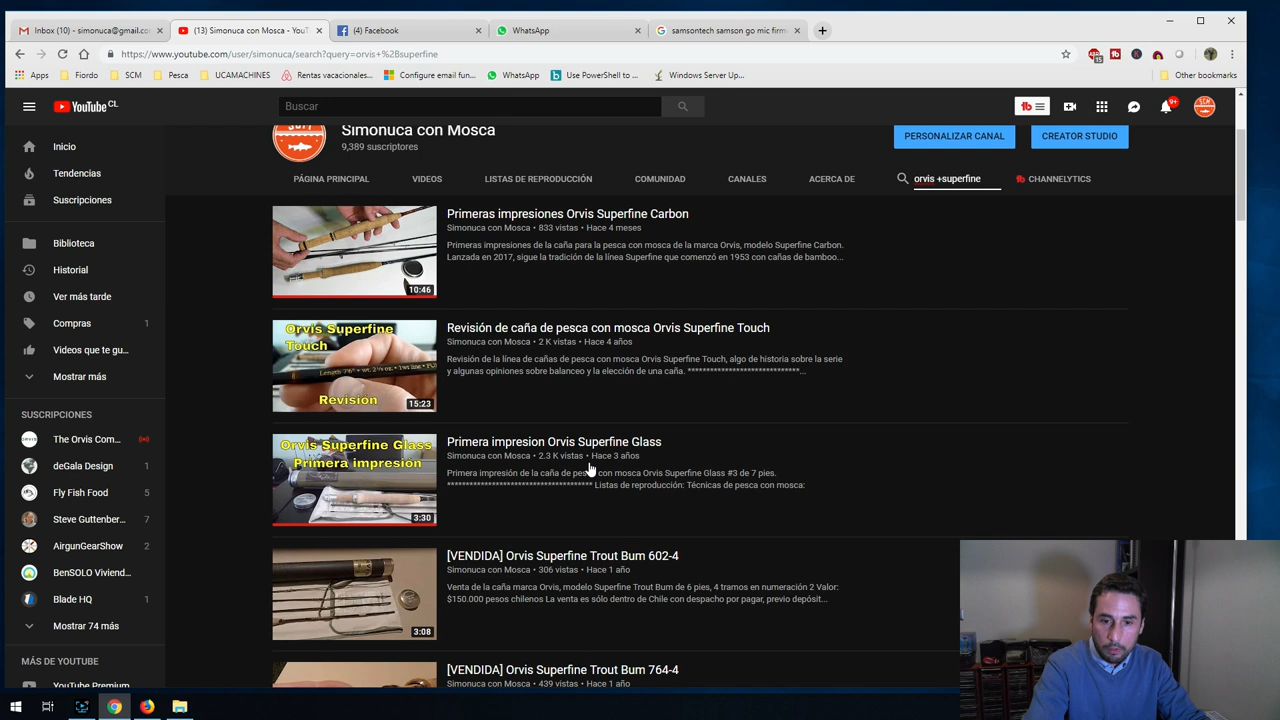 Inbox (10) - simonuca@gmail.co
(13) Simonuca con Mosca - YouT
(4) Facebook
WhatsApp
samsontech samson go mic firm
https://www.youtube.com/user/simonuca/search?query=orvis+%2Bsuperfine
15
Apps
Fiordo
SCM
Pesca
UCAMACHINES
Rentas vacacionales...
Configure email fun...
WhatsApp
Use PowerShell to ...
Windows Server Up...
Other bookmarks
YouTube CL
Buscar
9+
Simonuca con Mosca
9,389 suscriptores
PERSONALIZAR CANAL
CREATOR STUDIO
PÁGINA PRINCIPAL
VIDEOS
LISTAS DE REPRODUCCIÓN
COMUNIDAD
CANALES
ACERCA DE
orvis +superfine
CHANNELYTICS
Inicio
Tendencias
Suscripciones
Biblioteca
Historial
Ver más tarde
Compras 1
Videos que te gu...
Mostrar más
SUSCRIPCIONES
The Orvis Com...
deGala Design 1
Fly Fish Food 5
Steve Guttenber... 7
AirgunGearShow 2
BenSOLO Viviend...
Blade HQ 1
Mostrar 74 más
MÁS DE YOUTUBE
YouTube Premium
10:46
Primeras impresiones Orvis Superfine Carbon
Simonuca con Mosca • 833 vistas • Hace 4 meses
Primeras impresiones de la caña para la pesca con mosca de la marca Orvis, modelo Superfine Carbon.
Lanzada en 2017, sigue la tradición de la línea Superfine que comenzó en 1953 con cañas de bamboo...
Orvis Superfine
Touch
Revisión
15:23
Revisión de caña de pesca con mosca Orvis Superfine Touch
Simonuca con Mosca • 2 K vistas • Hace 4 años
Revisión de la línea de cañas de pesca con mosca Orvis Superfine Touch, algo de historia sobre la serie
y algunas opiniones sobre balanceo y la elección de una caña. ******************************...
Orvis Superfine Glass
Primera impresion
3:30
Primera impresion Orvis Superfine Glass
Simonuca con Mosca • 2.3 K vistas • Hace 3 años
Primera impresión de la caña de pesca con mosca Orvis Superfine Glass #3 de 7 pies.
*************************************** Listas de reproducción: Técnicas de pesca con mosca:
3:08
[VENDIDA] Orvis Superfine Trout Bum 602-4
Simonuca con Mosca • 306 vistas • Hace 1 año
Venta de la caña marca Orvis, modelo Superfine Trout Bum de 6 pies, 4 tramos en numeración 2 Valor:
$150.000 pesos chilenos La venta es sólo dentro de Chile con despacho por pagar, previo depósit...
[VENDIDA] Orvis Superfine Trout Bum 764-4
Simonuca con Mosca • 439 vistas • Hace 1 año